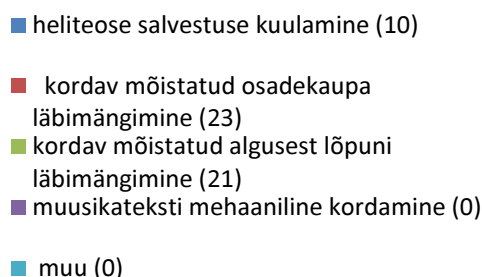 heliteose salvestuse kuulamine (10)
kordav mõistatud osadekaupa
läbimängimine (23)
kordav mõistatud algusest lõpuni
läbimängimine (21)
muusikateksti mehaaniline kordamine (0)
muu (0)